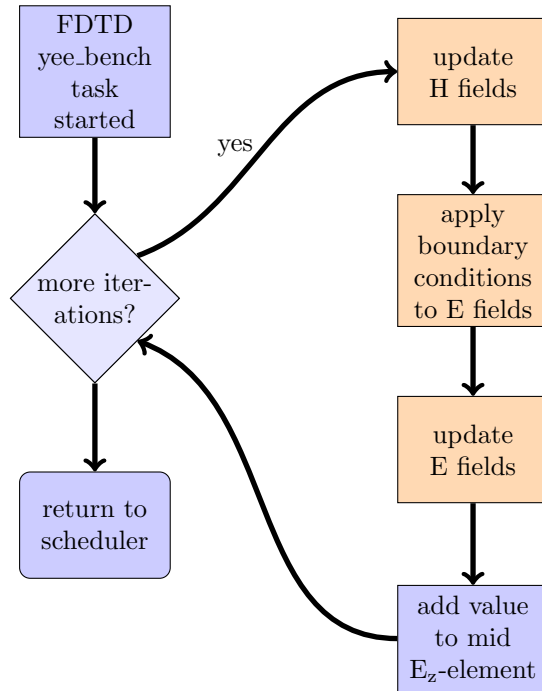 FDTD
yee_bench
task
started
more iter-
ations?
return to
scheduler
yes
update
H fields
apply
boundary
conditions
to E fields
update
E fields
add value
to mid
E_z-element